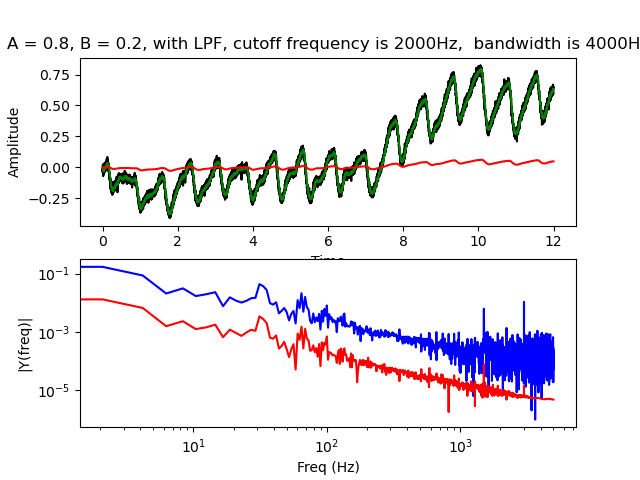 A = 0.8, B = 0.2, with LPF, cutoff frequency is 2000Hz,  bandwidth is 4000H
0.75
0.50
0.25
0.00
−0.25
Amplitude
0 2 4 6 8 10 12
10⁻¹
10⁻³
10⁻⁵
|Y(freq)|
10¹ 10² 10³
Freq (Hz)